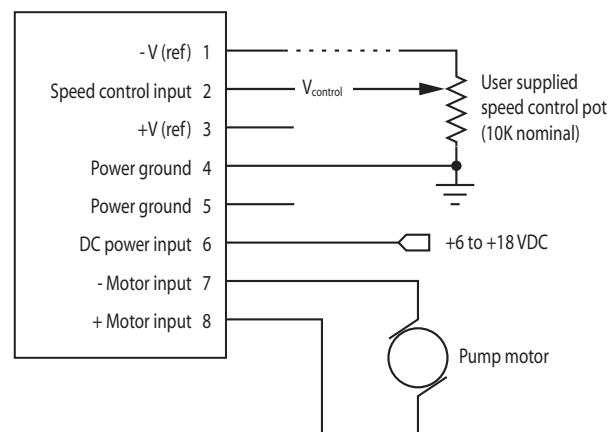 - V (ref) 1
Speed control input 2
V control
+V (ref) 3
Power ground 4
Power ground 5
DC power input 6
- Motor input 7
+ Motor input 8
User supplied
speed control pot
(10K nominal)
+6 to +18 VDC
Pump motor